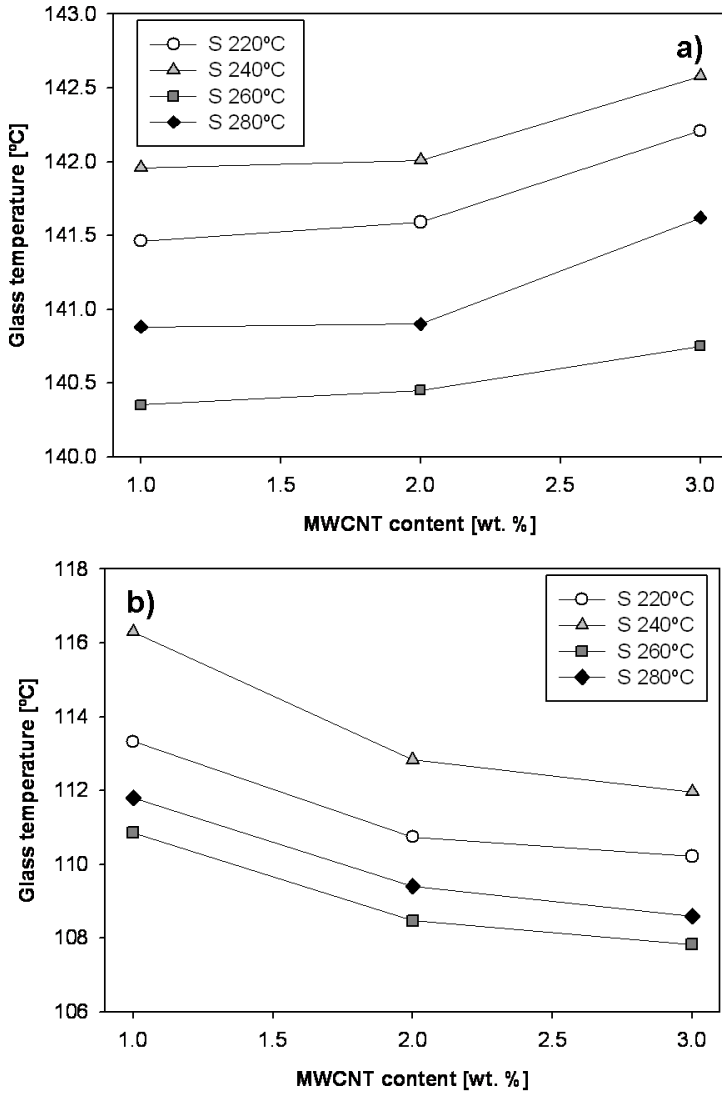 143.0
142.5
142.0
141.5
141.0
140.5
140.0
Glass temperature [ºC]
S 220ºC
S 240ºC
S 260ºC
S 280ºC
a)
1.0 1.5 2.0 2.5 3.0
MWCNT content [wt. %]
118
116
114
112
110
108
106
Glass temperature [ºC]
b)
S 220ºC
S 240ºC
S 260ºC
S 280ºC
1.0 1.5 2.0 2.5 3.0
MWCNT content [wt. %]